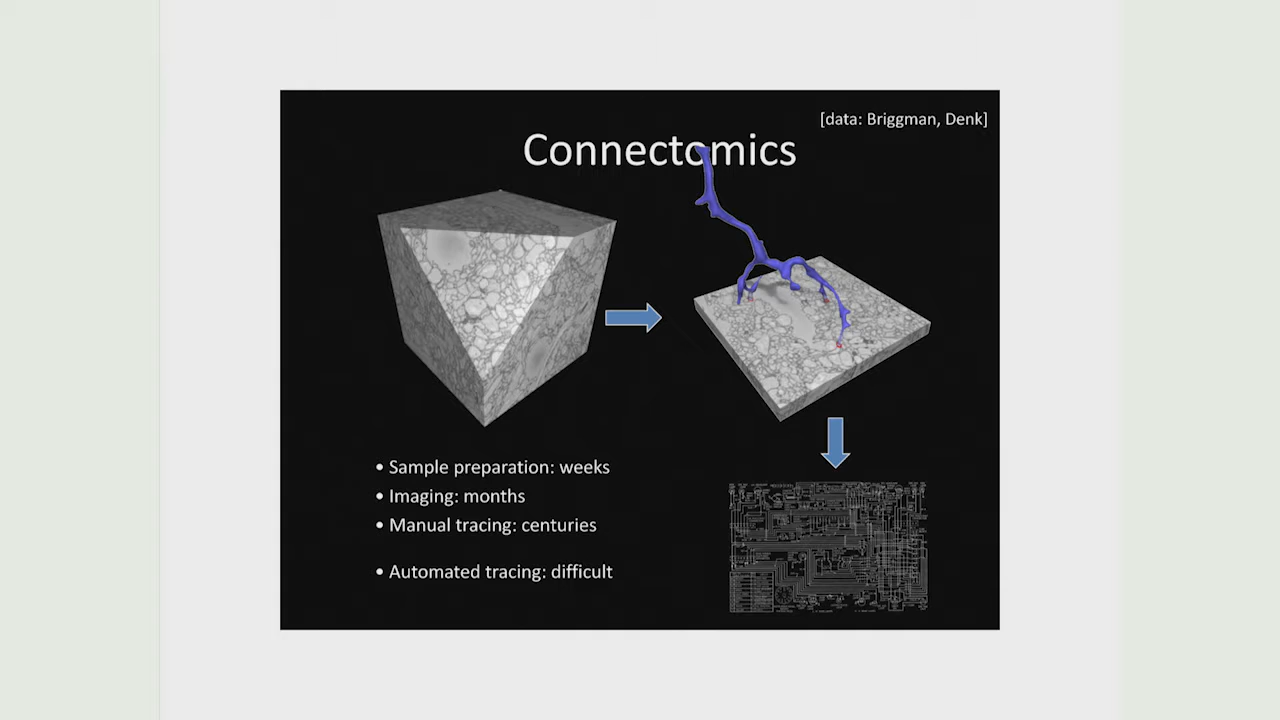 [data: Briggman, Denk]
Connectomics
• Sample preparation: weeks
• Imaging: months
• Manual tracing: centuries
• Automated tracing: difficult